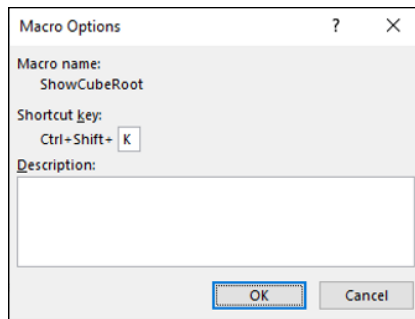 Macro Options ? X
Macro name:
ShowCubeRoot
Shortcut key:
Ctrl+Shift+ K
Description:
OK Cancel